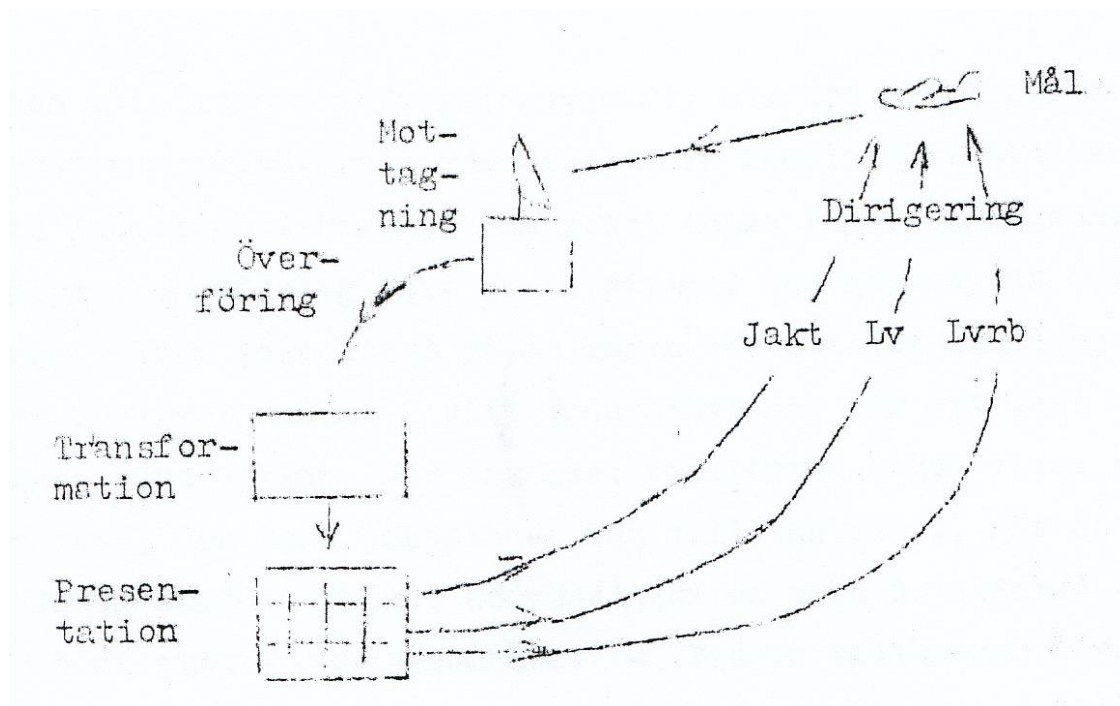 Mål
Mot-
tag-
ning
Dirigering
Över-
föring
Jakt Lv Lvrb
Transfor-
mation
Presen-
tation